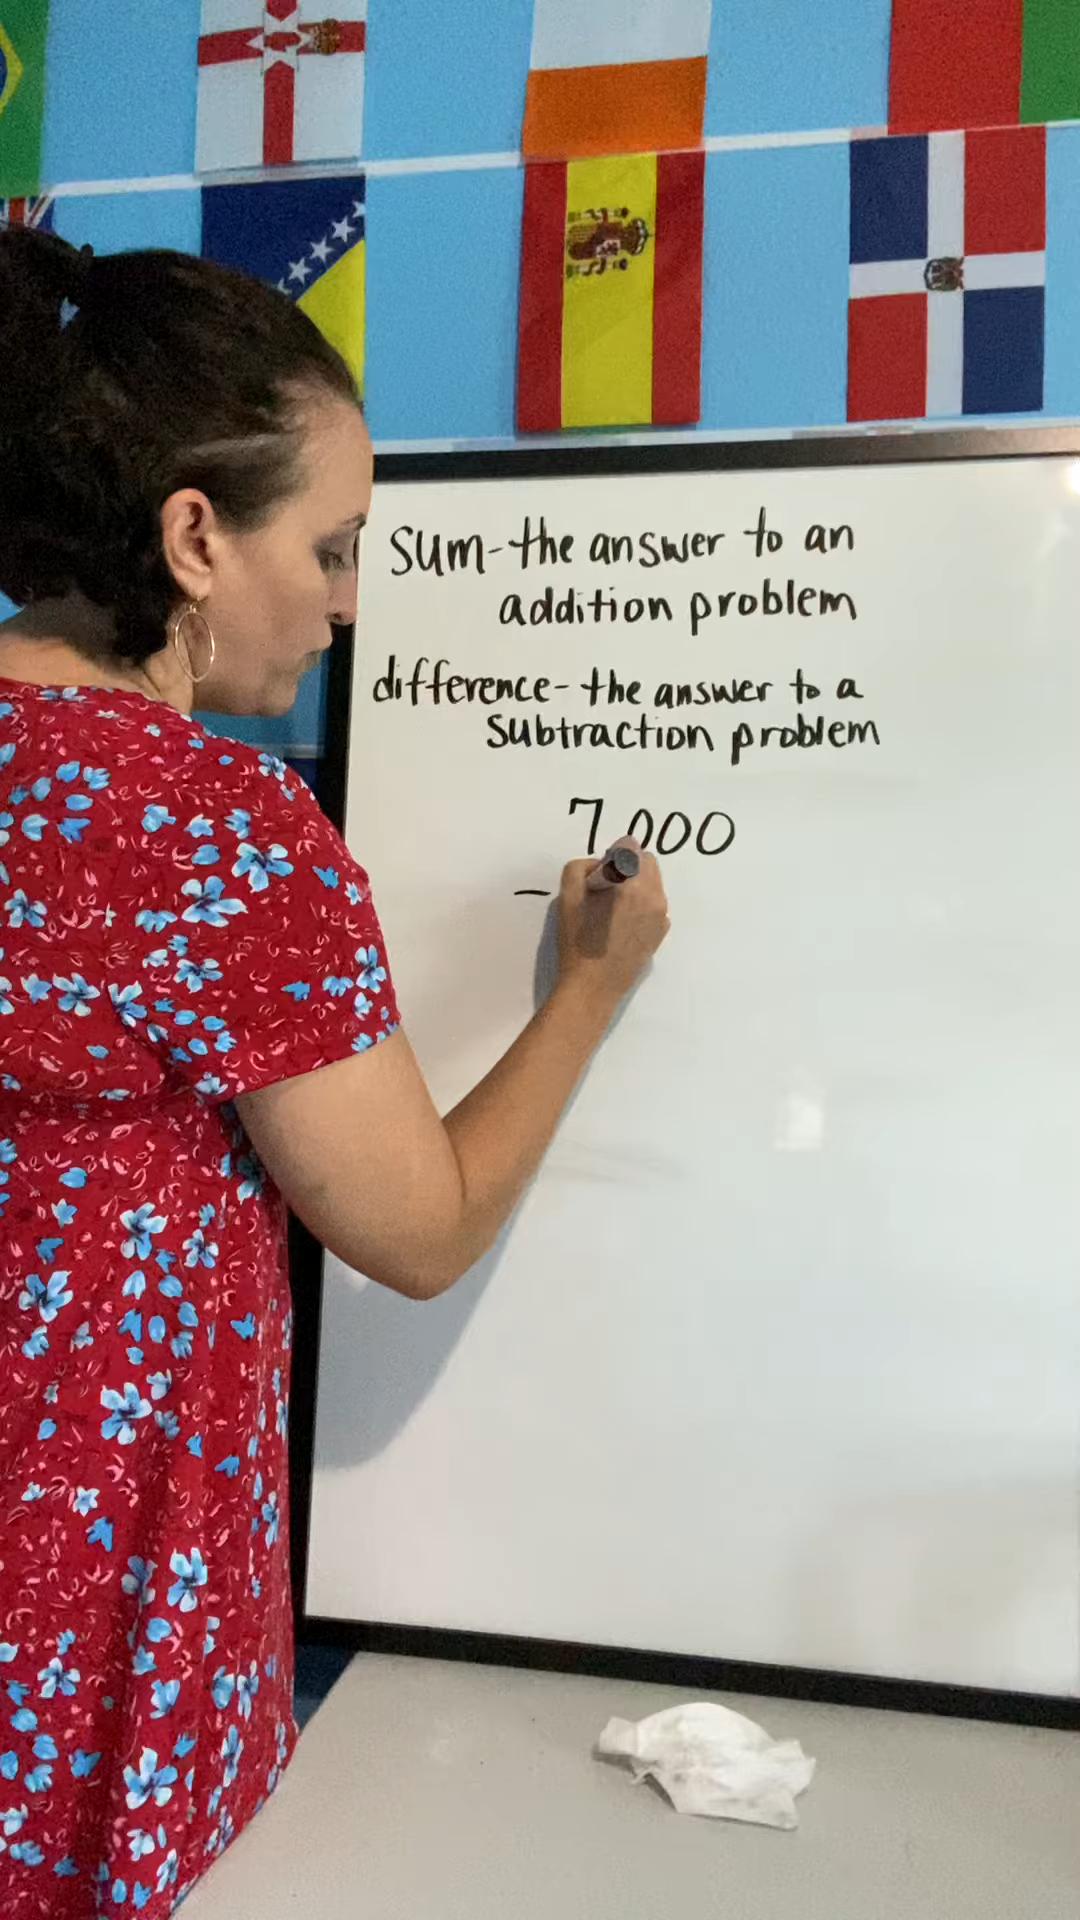 sum-the answer to an
addition problem
difference-the answer to a
subtraction problem
7,000
-